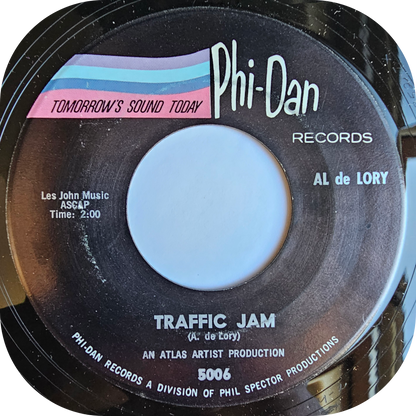 TOMORROW'S SOUND TODAY
Phi-Dan
RECORDS
AL de LORY
Les John Music
ASCAP
Time: 2:00
TRAFFIC JAM
(A. de Lory)
AN ATLAS ARTIST PRODUCTION
5006
PHI-DAN RECORDS A DIVISION OF PHIL SPECTOR PRODUCTIONS